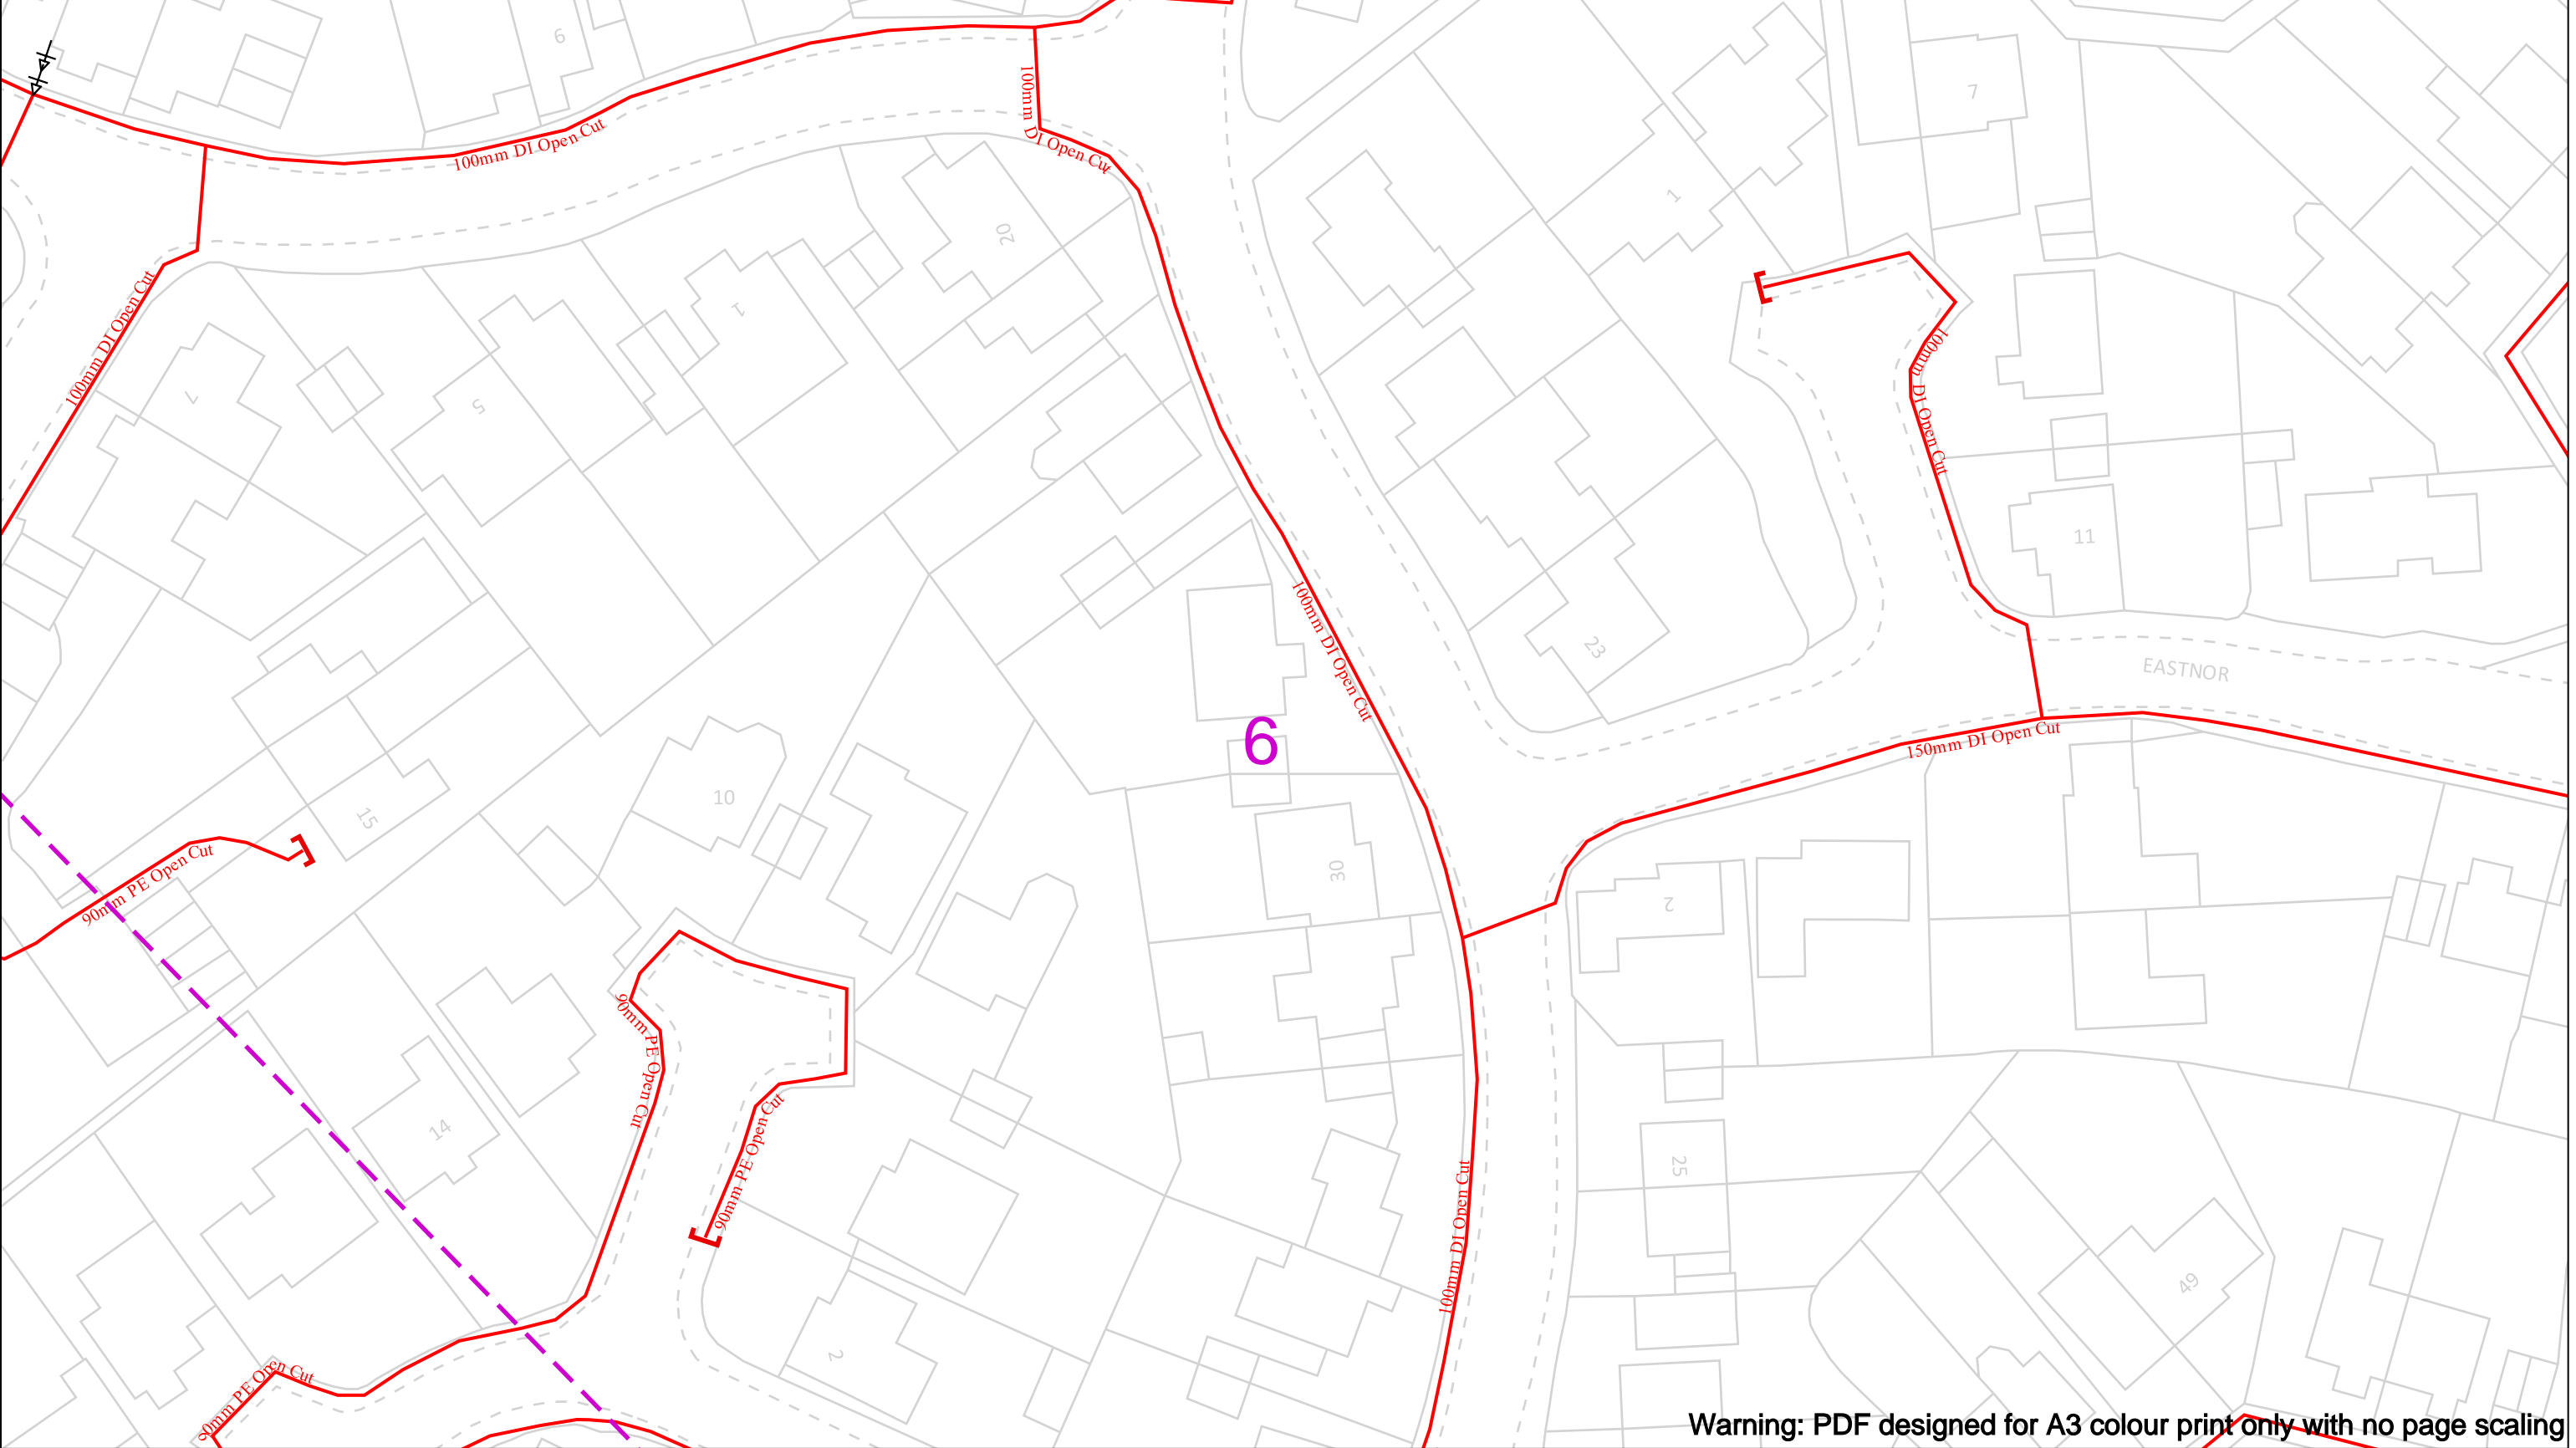 6
100mm DI Open Cut
7
100mm DI Open Cut
20
1
1
100mm DI Open Cut
7
5
100mm DI Open Cut
11
100mm DI Open Cut
23
EASTNOR
6
150mm DI Open Cut
10
15
90mm PE Open Cut
30
2
90mm PE Open Cut
14
90mm PE Open Cut
25
100mm DI Open Cut
49
2
90mm PE Open Cut
Warning: PDF designed for A3 colour print only with no page scaling